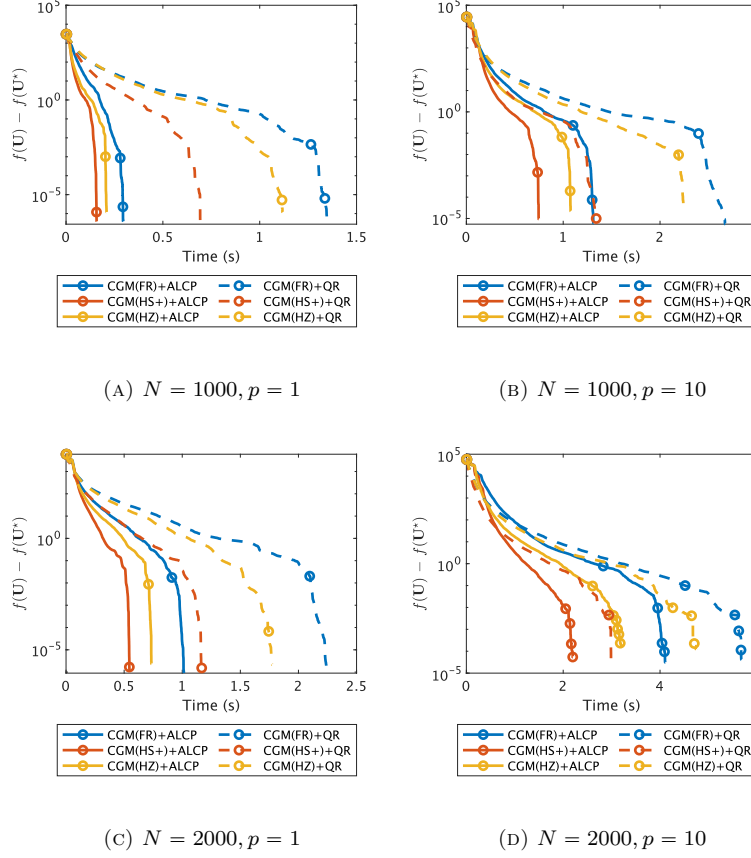 10^5
10^0
10^-5
f(U) − f(U*)
0 0.5 1 1.5
Time (s)
CGM(FR)+ALCP CGM(FR)+QR
CGM(HS+)+ALCP CGM(HS+)+QR
CGM(HZ)+ALCP CGM(HZ)+QR
(A) N = 1000, p = 1
10^4
10^2
10^0
10^-2
10^-4
f(U) − f(U*)
0 1 2
Time (s)
CGM(FR)+ALCP CGM(FR)+QR
CGM(HS+)+ALCP CGM(HS+)+QR
CGM(HZ)+ALCP CGM(HZ)+QR
(B) N = 1000, p = 10
10^0
10^-5
f(U) − f(U*)
0 0.5 1 1.5 2 2.5
Time (s)
CGM(FR)+ALCP CGM(FR)+QR
CGM(HS+)+ALCP CGM(HS+)+QR
CGM(HZ)+ALCP CGM(HZ)+QR
(C) N = 2000, p = 1
10^5
10^0
10^-5
f(U) − f(U*)
0 2 4
Time (s)
CGM(FR)+ALCP CGM(FR)+QR
CGM(HS+)+ALCP CGM(HS+)+QR
CGM(HZ)+ALCP CGM(HZ)+QR
(D) N = 2000, p = 10